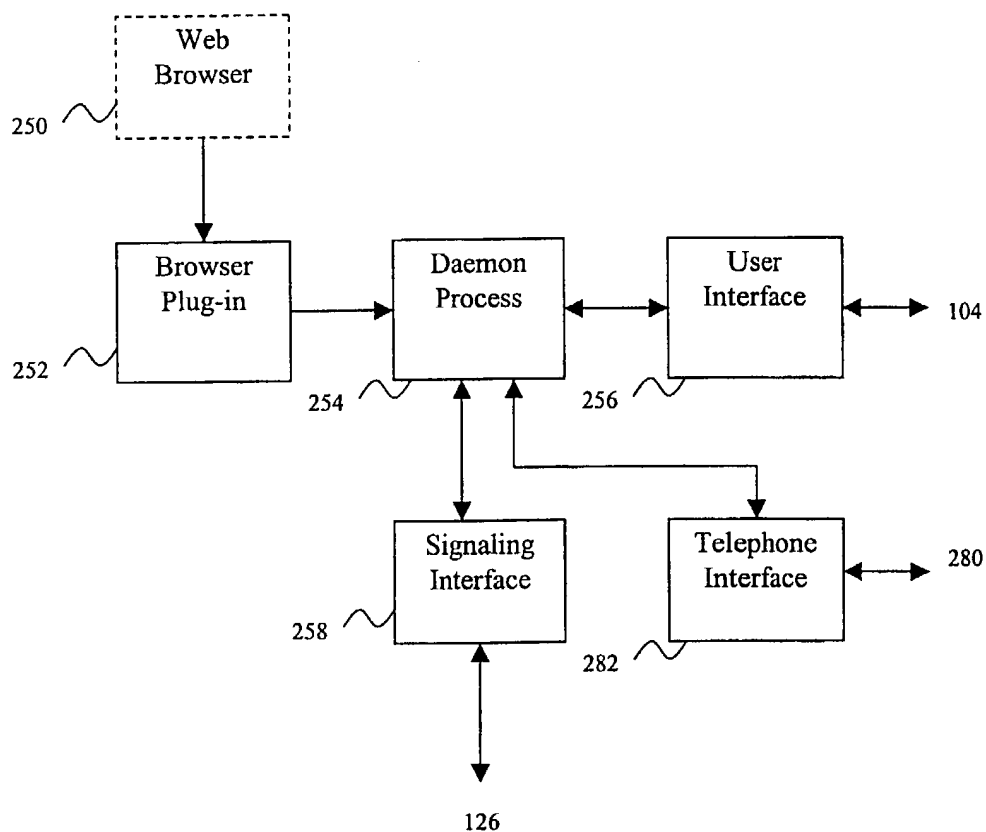 Web
Browser
250
Browser
Plug-in
252
Daemon
Process
254
User
Interface
256
104
Signaling
Interface
258
Telephone
Interface
282
280
126